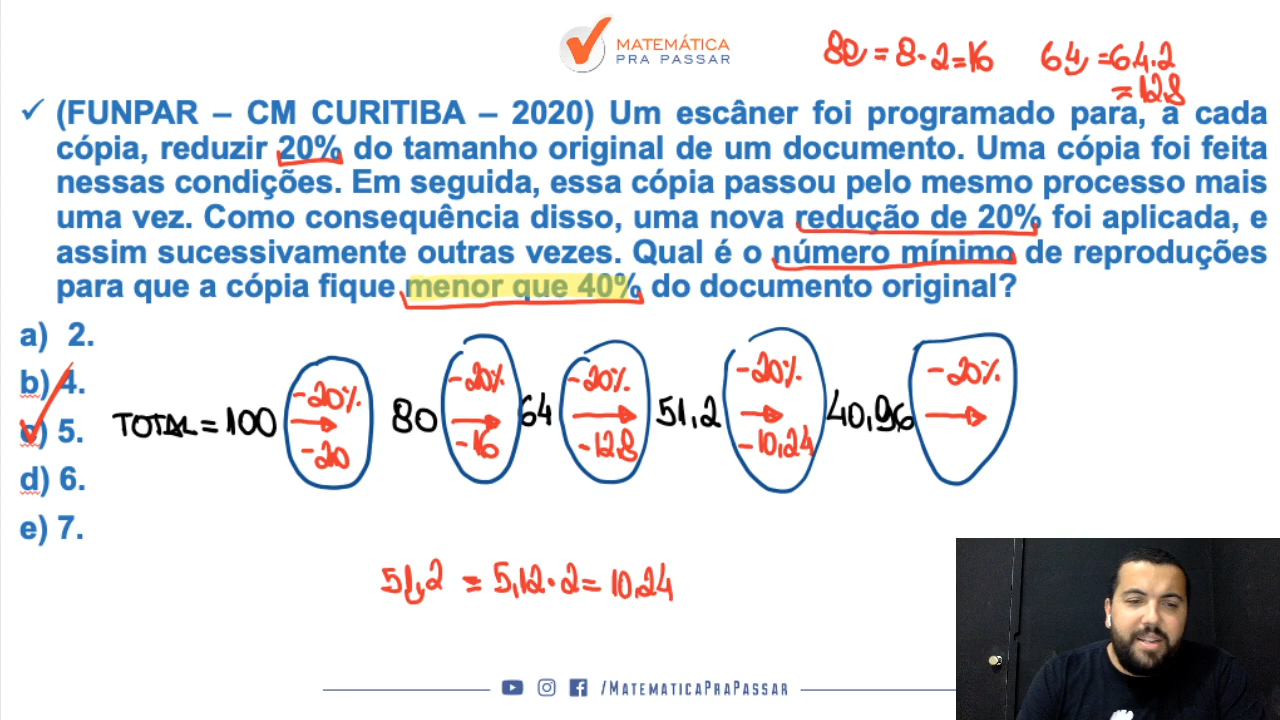 MATEMÁTICA
PRA PASSAR
80 = 8 · 2 = 16
64 = 6,4 . 2
= 12,8
✓ (FUNPAR – CM CURITIBA – 2020) Um escâner foi programado para, a cada
cópia, reduzir 20% do tamanho original de um documento. Uma cópia foi feita
nessas condições. Em seguida, essa cópia passou pelo mesmo processo mais
uma vez. Como consequência disso, uma nova redução de 20% foi aplicada, e
assim sucessivamente outras vezes. Qual é o número mínimo de reproduções
para que a cópia fique menor que 40% do documento original?
a) 2.
b) 4.
c) 5.
d) 6.
e) 7.
-20% -20% -20% -20% -20%
TOTAL = 100 80 64 51,2 40,96
-20 -16 -12,8 -10,24
51,2 = 5,12 · 2 = 10,24
/MATEMATICAPRAPASSAR